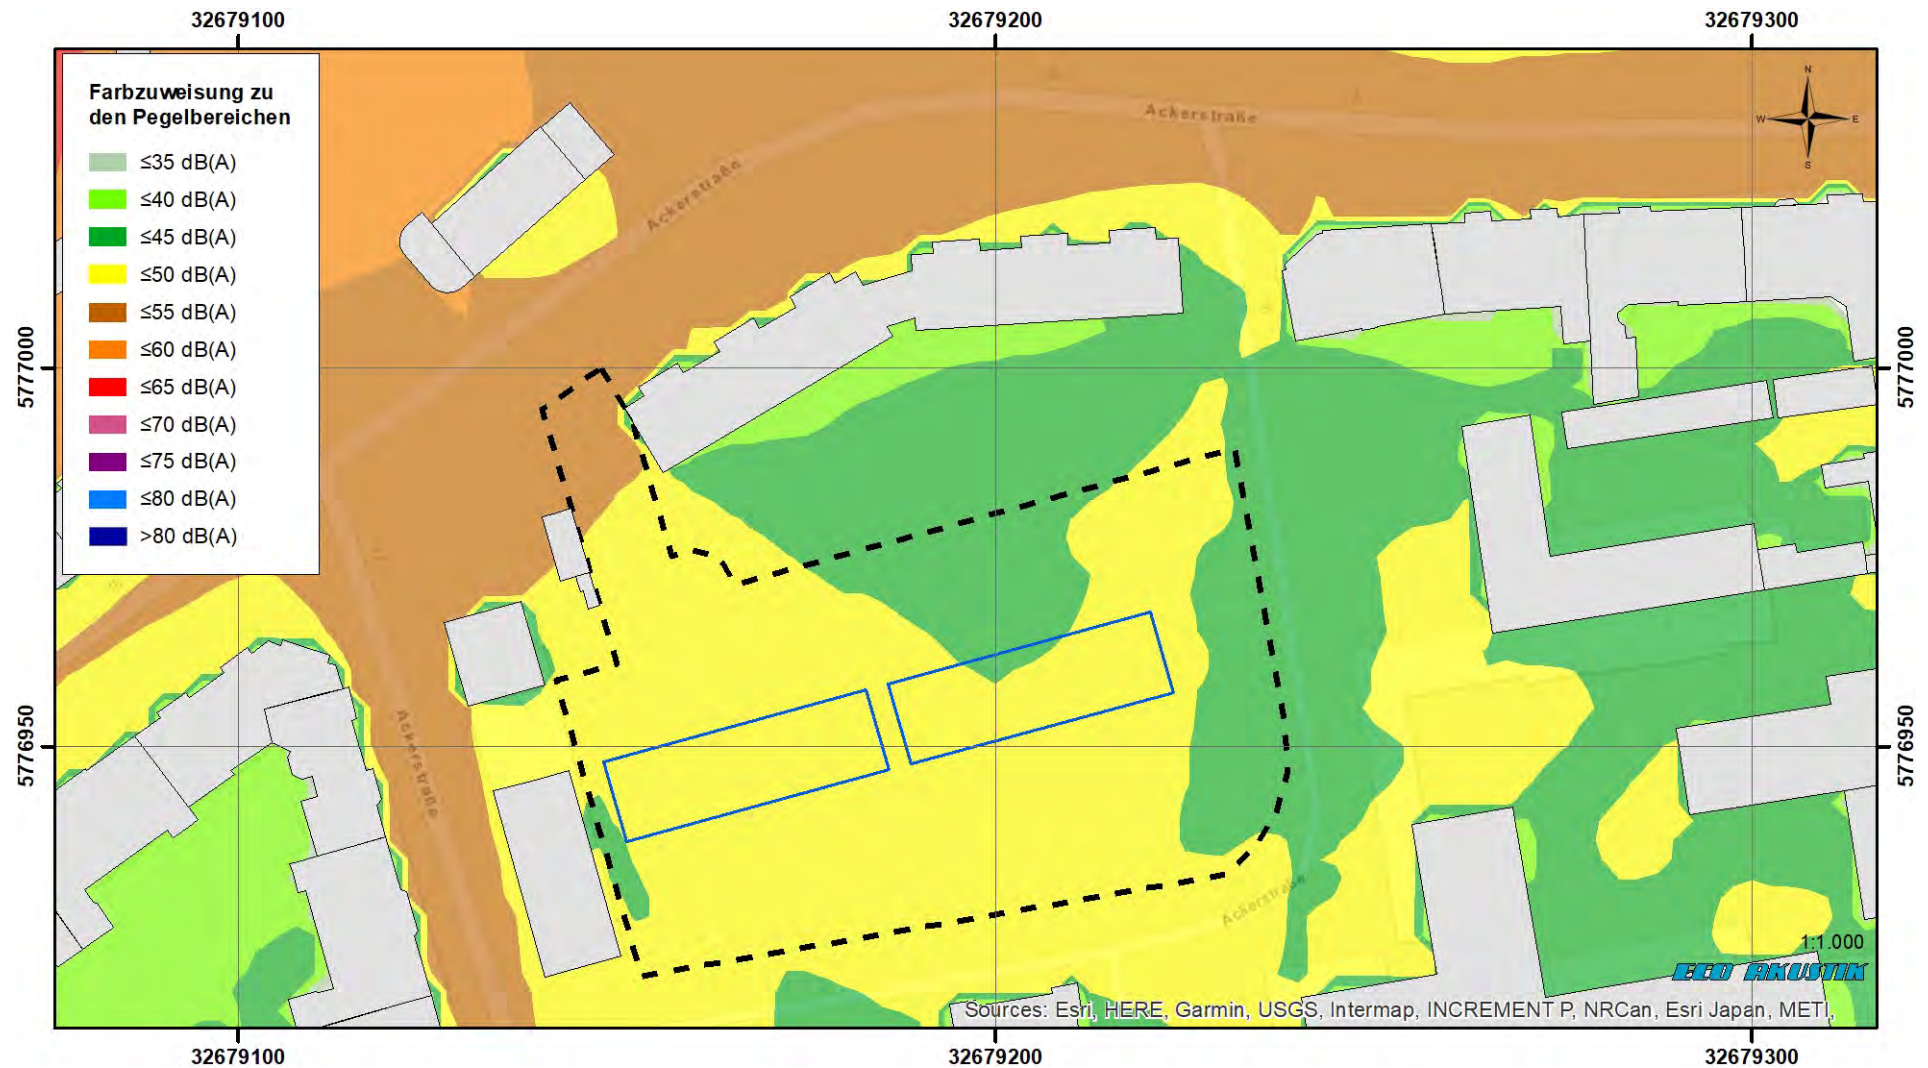 32679100
32679200
32679300
Farbzuweisung zu
den Pegelbereichen
≤35 dB(A)
≤40 dB(A)
≤45 dB(A)
≤50 dB(A)
≤55 dB(A)
≤60 dB(A)
≤65 dB(A)
≤70 dB(A)
≤75 dB(A)
≤80 dB(A)
>80 dB(A)
N
W
E
S
Ackerstraße
Ackerstraße
5777000
5777000
5776950
5776950
Ackerstraße
Ackerstraße
1:1.000
ECO AKUSTIK
Sources: Esri, HERE, Garmin, USGS, Intermap, INCREMENT P, NRCan, Esri Japan, METI,
32679100
32679200
32679300